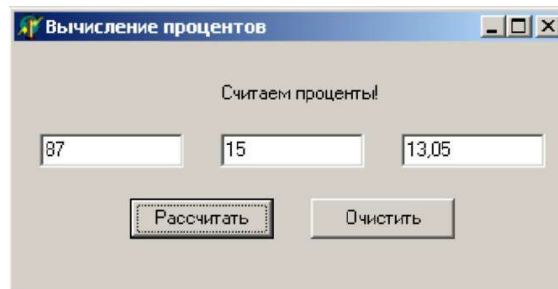 Вычисление процентов
Считаем проценты!
87 15 13,05
Рассчитать Очистить